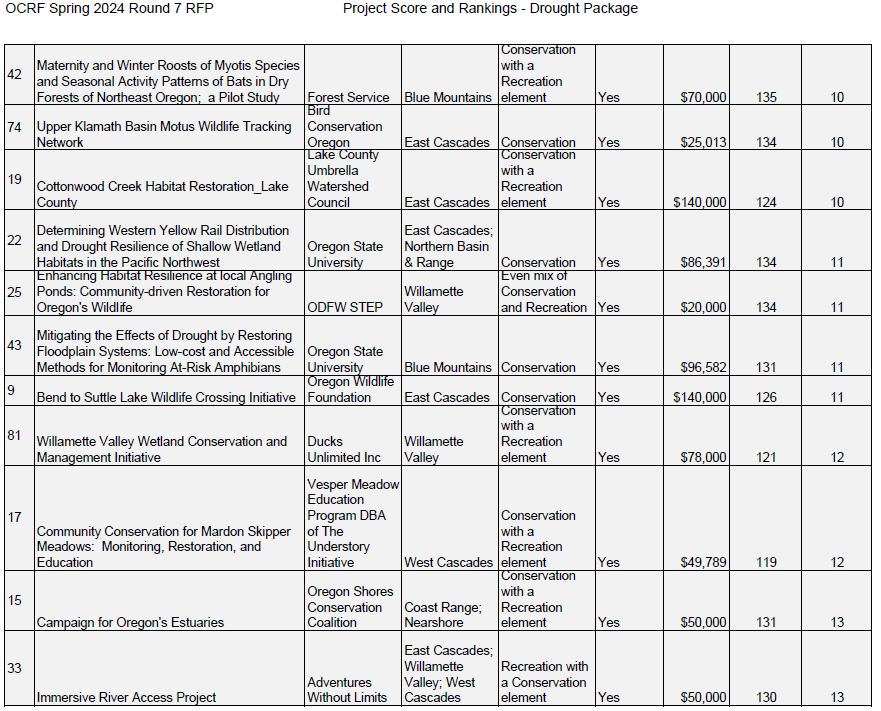 OCRF Spring 2024 Round 7 RFP Project Score and Rankings - Drought Package
42 Maternity and Winter Roosts of Myotis Species and Seasonal Activity Patterns of Bats in Dry Forests of Northeast Oregon; a Pilot Study Forest Service Blue Mountains Conservation with a Recreation element Yes $70,000 135 10
74 Upper Klamath Basin Motus Wildlife Tracking Network Bird Conservation Oregon East Cascades Conservation Yes $25,013 134 10
19 Cottonwood Creek Habitat Restoration_Lake County Lake County Umbrella Watershed Council East Cascades Conservation with a Recreation element Yes $140,000 124 10
22 Determining Western Yellow Rail Distribution and Drought Resilience of Shallow Wetland Habitats in the Pacific Northwest Oregon State University East Cascades; Northern Basin & Range Conservation Yes $86,391 134 11
25 Enhancing Habitat Resilience at local Angling Ponds: Community-driven Restoration for Oregon's Wildlife ODFW STEP Willamette Valley Even mix of Conservation and Recreation Yes $20,000 134 11
43 Mitigating the Effects of Drought by Restoring Floodplain Systems: Low-cost and Accessible Methods for Monitoring At-Risk Amphibians Oregon State University Blue Mountains Conservation Yes $96,582 131 11
9 Bend to Suttle Lake Wildlife Crossing Initiative Oregon Wildlife Foundation East Cascades Conservation Yes $140,000 126 11
81 Willamette Valley Wetland Conservation and Management Initiative Ducks Unlimited Inc Willamette Valley Conservation with a Recreation element Yes $78,000 121 12
17 Community Conservation for Mardon Skipper Meadows: Monitoring, Restoration, and Education Vesper Meadow Education Program DBA of The Understory Initiative West Cascades Conservation with a Recreation element Yes $49,789 119 12
15 Campaign for Oregon's Estuaries Oregon Shores Conservation Coalition Coast Range; Nearshore Conservation with a Recreation element Yes $50,000 131 13
33 Immersive River Access Project Adventures Without Limits East Cascades; Willamette Valley; West Cascades Recreation with a Conservation element Yes $50,000 130 13